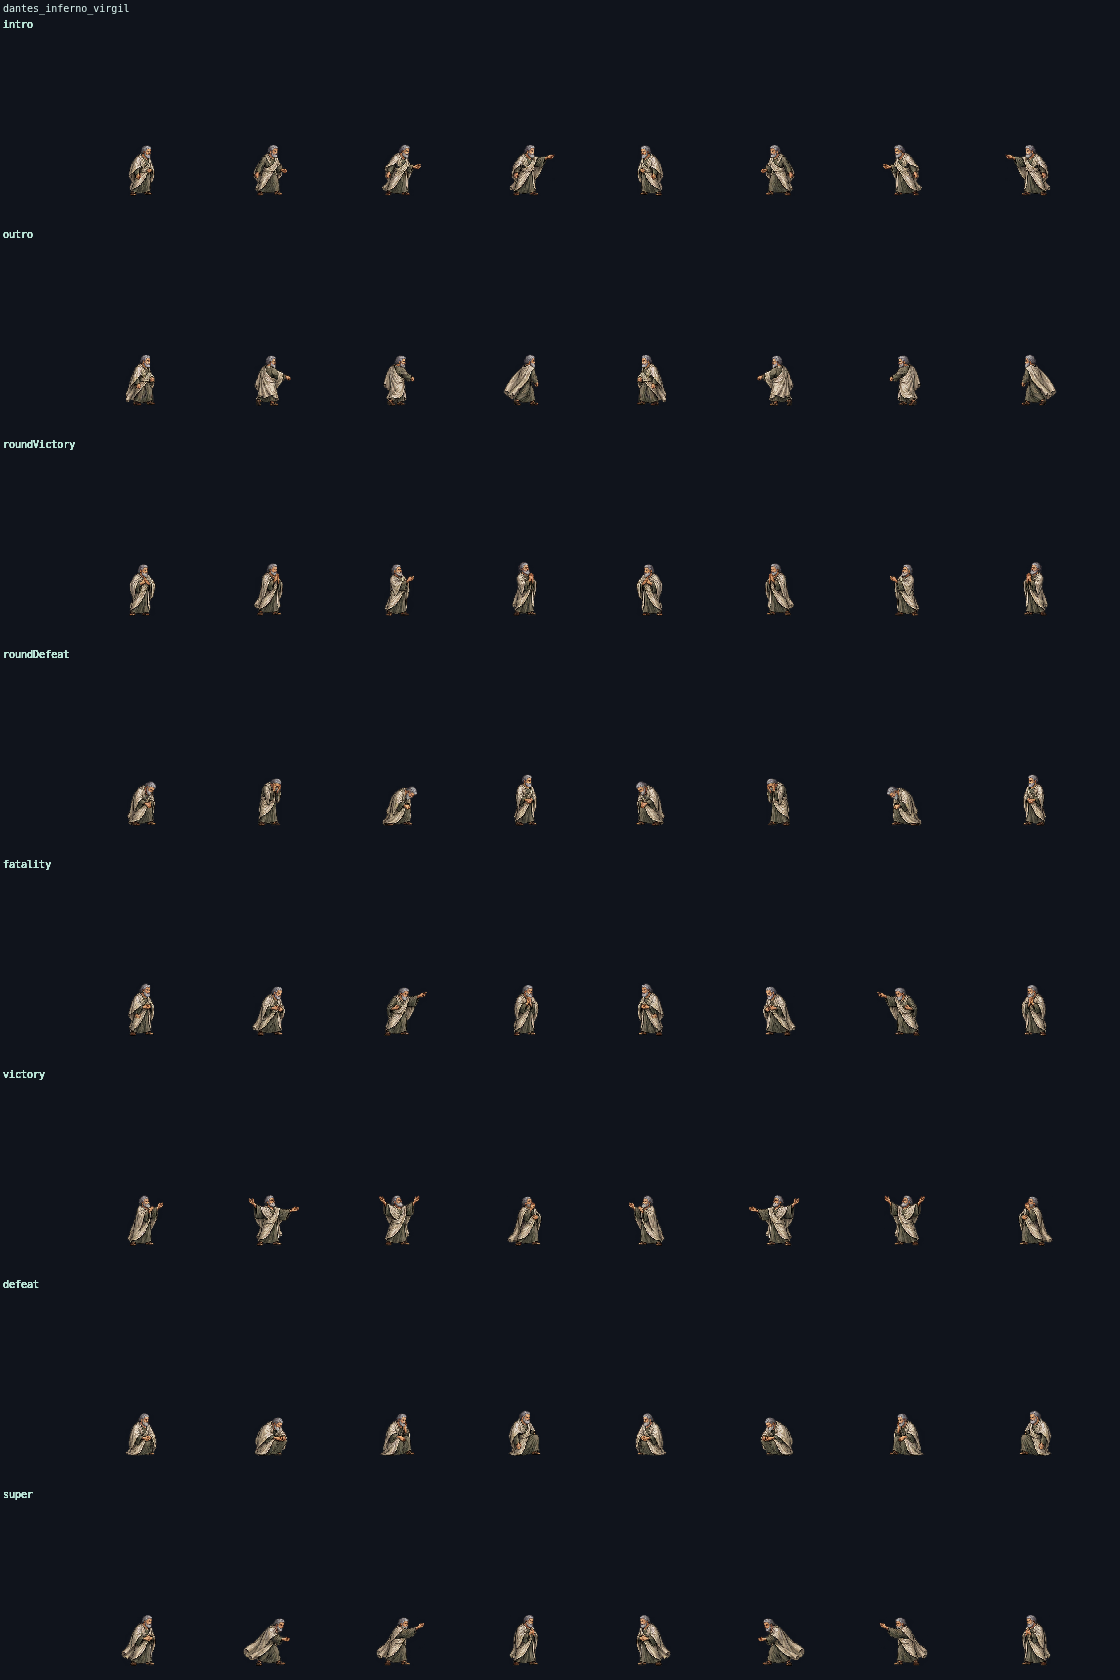 dantes_inferno_virgil
intro
outro
roundVictory
roundDefeat
fatality
victory
defeat
super